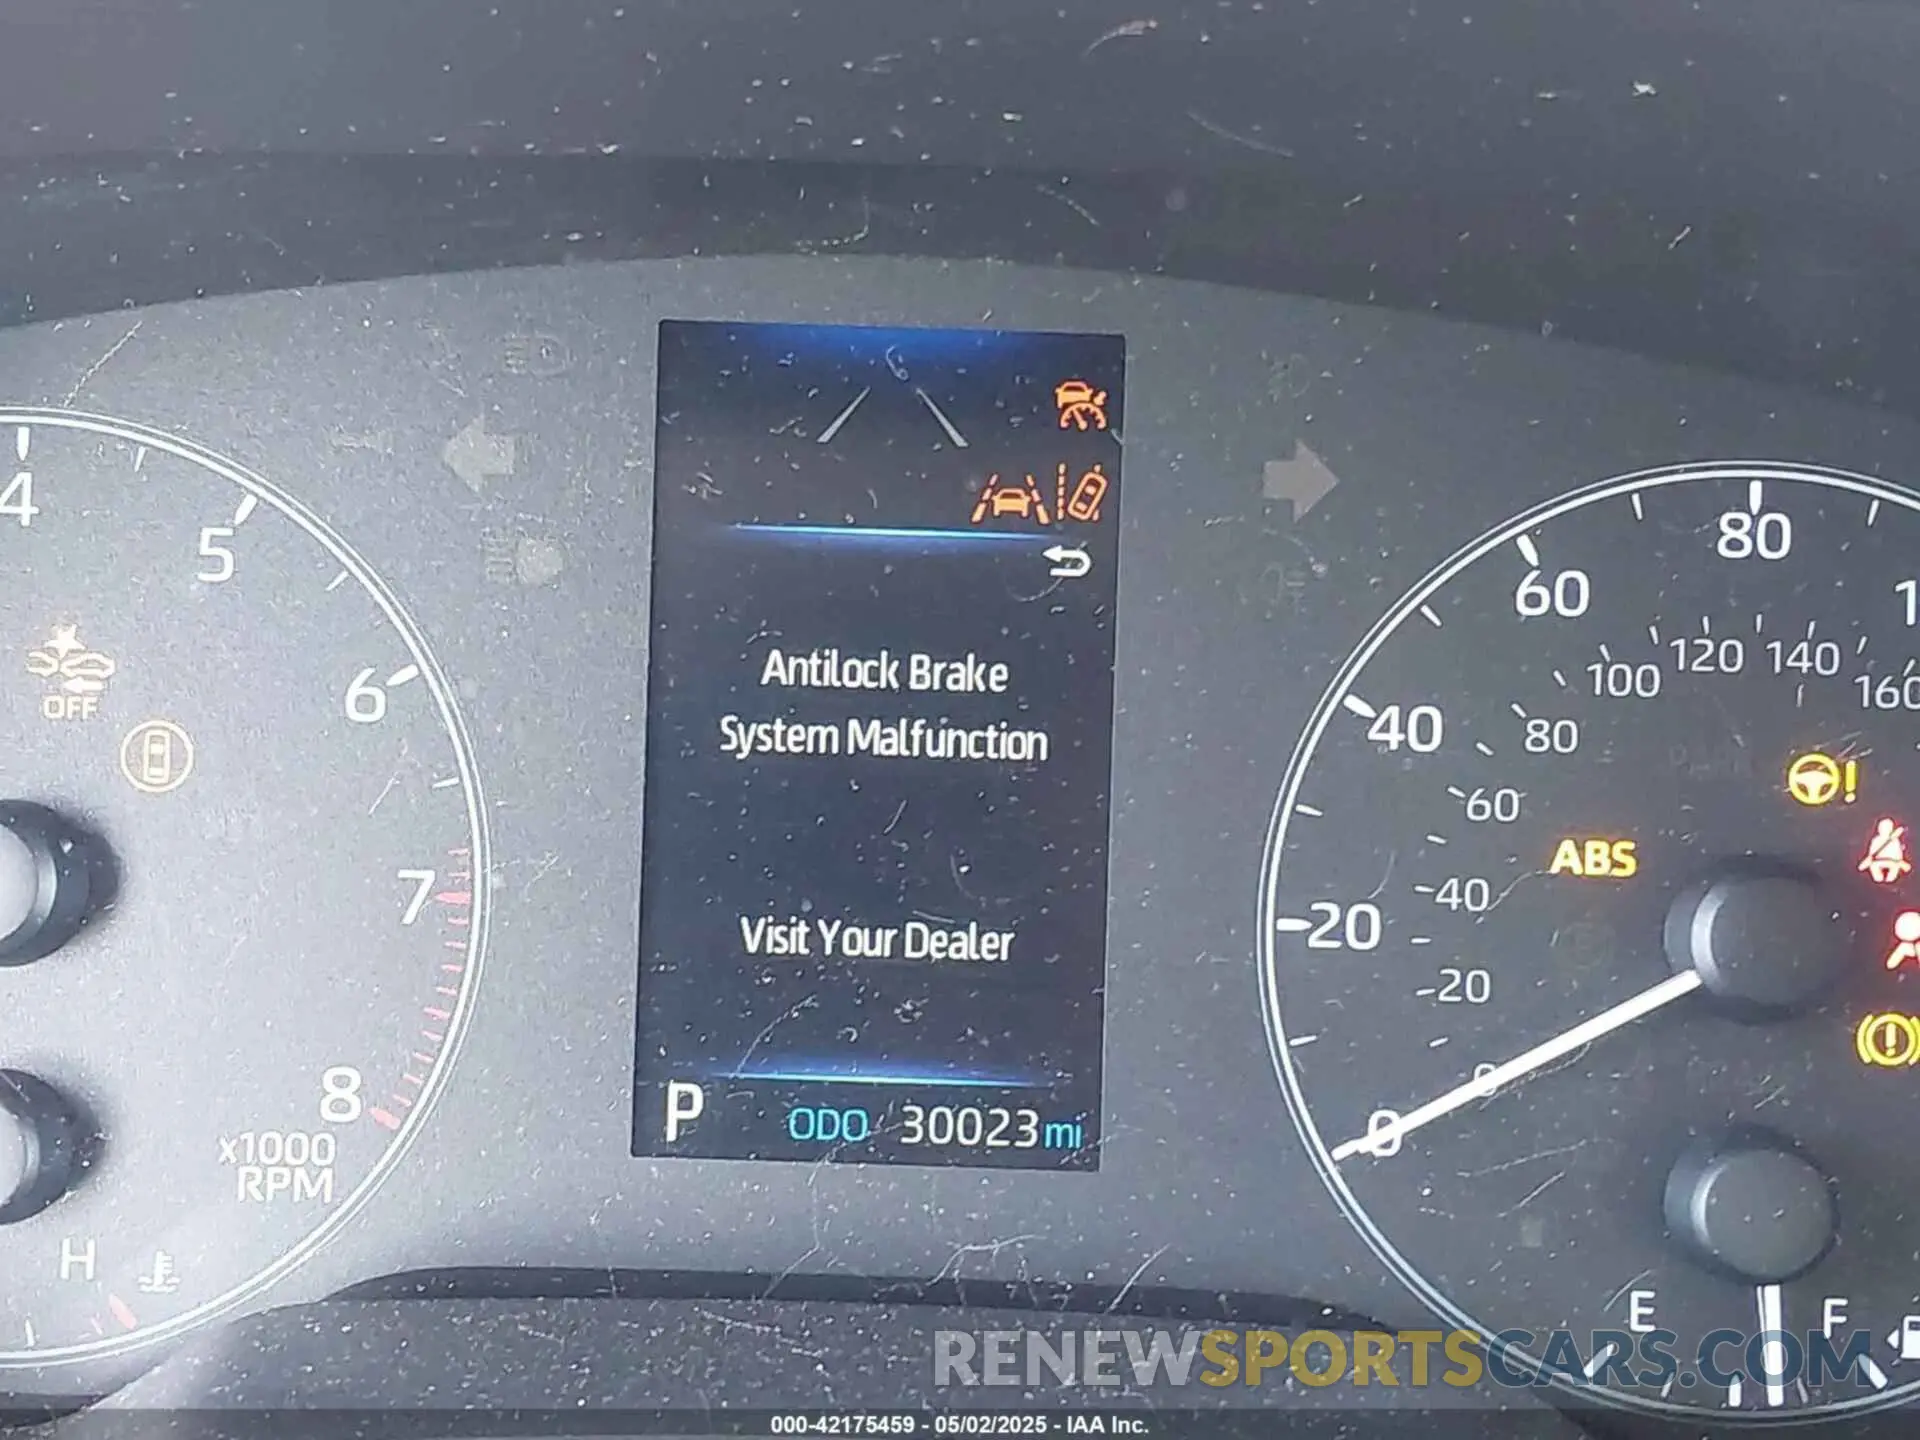 4
5
6
7
8
x1000
RPM
H
OFF
Antilock Brake
System Malfunction
Visit Your Dealer
P ODO 30023 mi
0
20
40
60
80
0
20
40
60
80
100
120
140
160
ABS
E
F
RENEWSPORTSCARS.COM
000-42175459 - 05/02/2025 - IAA Inc.